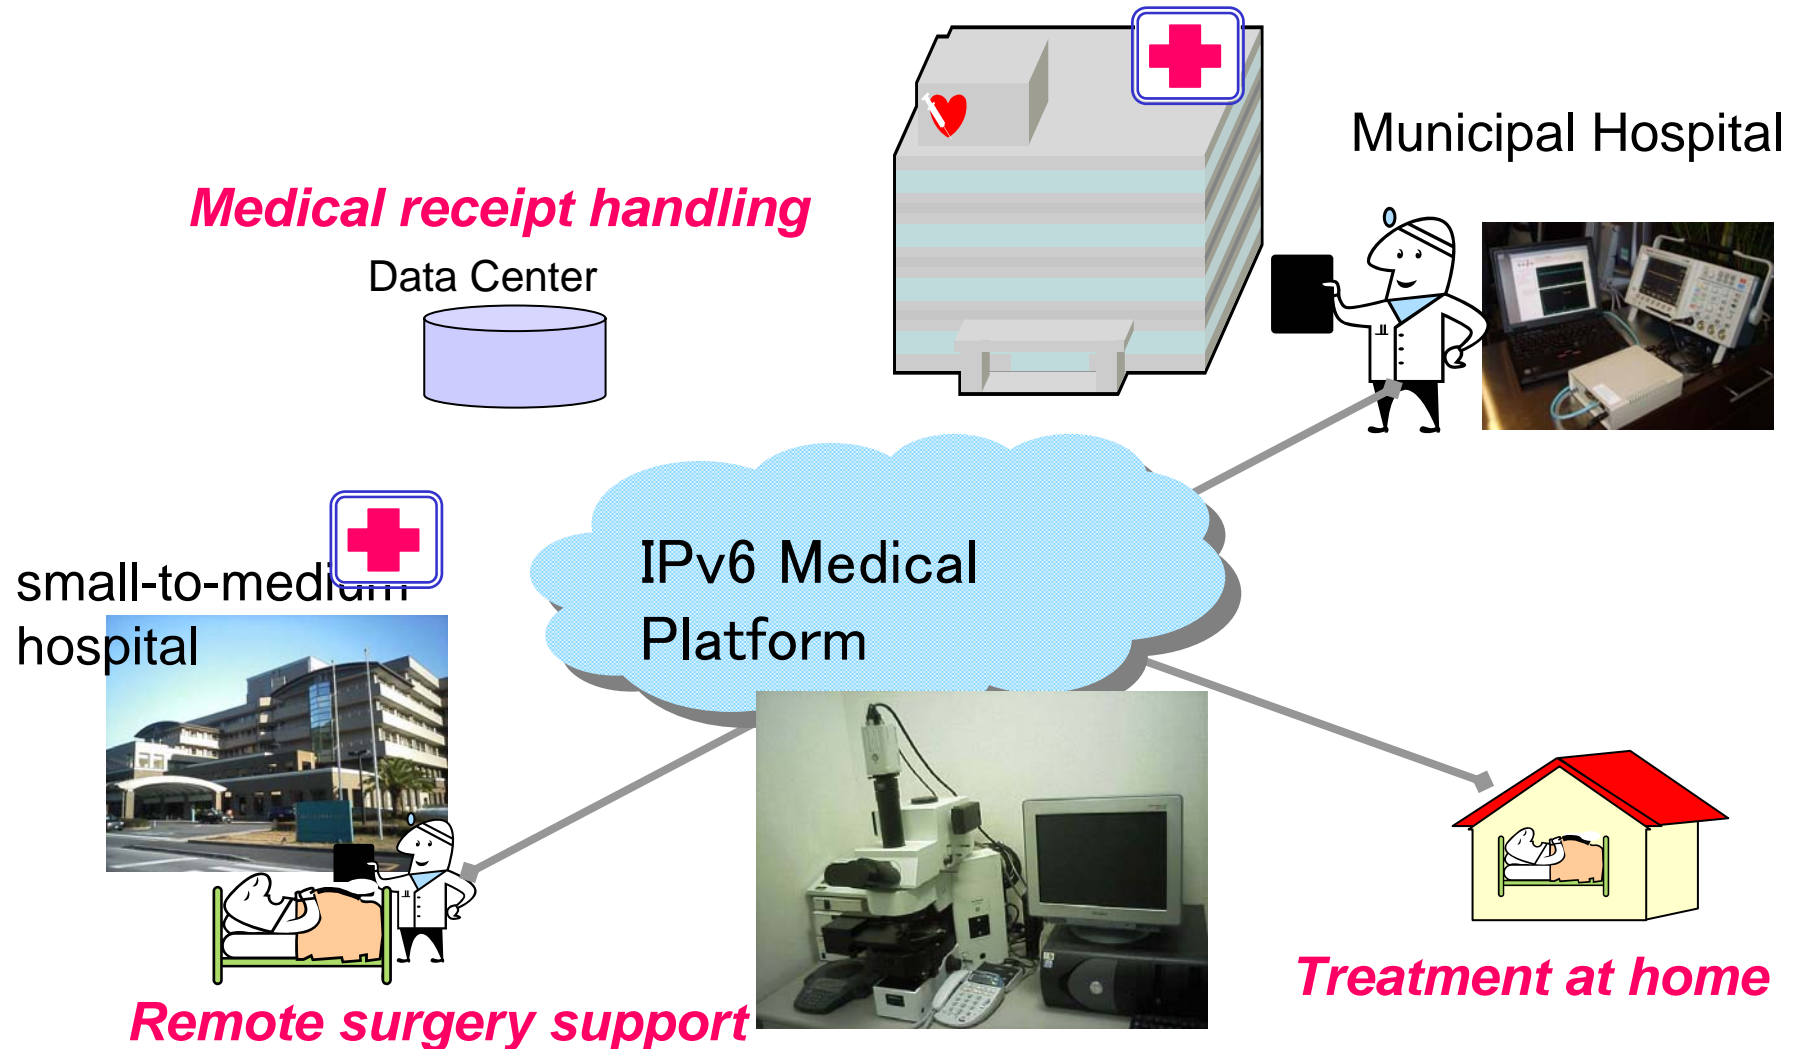 Municipal Hospital
Medical receipt handling
Data Center
IPv6 Medical
Platform
small-to-medium
hospital
Treatment at home
Remote surgery support